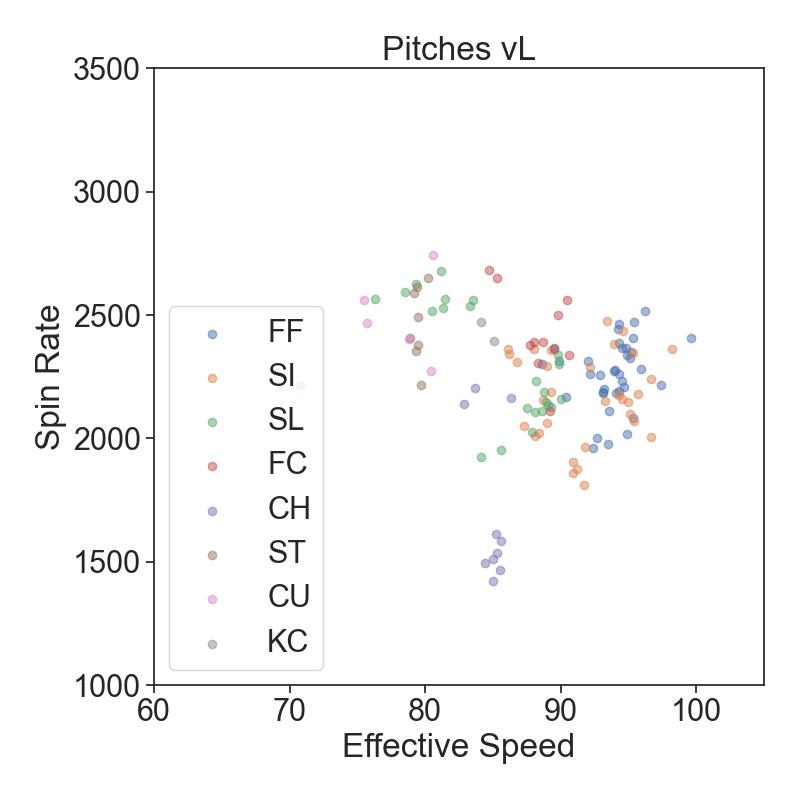 Pitches vL
3500
3000
2500
2000
1500
1000
Spin Rate
FF
SI
SL
FC
CH
ST
CU
KC
60 70 80 90 100
Effective Speed